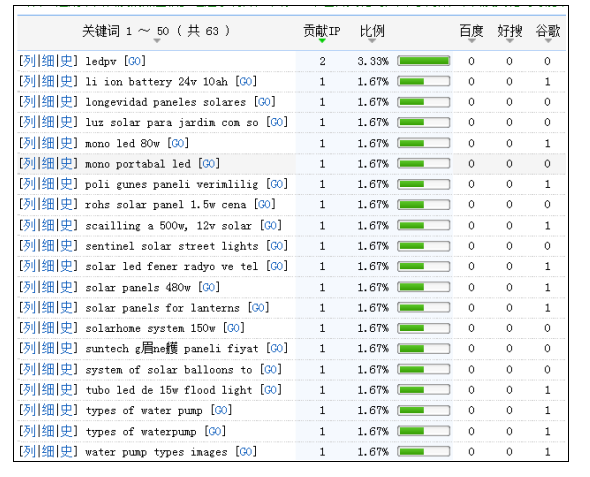 关键词 1 ～ 50 ( 共 63 ) 贡献IP 比例 百度 好搜 谷歌
[列|细|史] ledpv [GO] 2 3.33% 0 0 0
[列|细|史] li ion battery 24v 10ah [GO] 1 1.67% 0 0 1
[列|细|史] longevidad paneles solares [GO] 1 1.67% 0 0 0
[列|细|史] luz solar para jardim com so [GO] 1 1.67% 0 0 0
[列|细|史] mono led 80w [GO] 1 1.67% 0 0 1
[列|细|史] mono portabal led [GO] 1 1.67% 0 0 0
[列|细|史] poli gunes paneli verimlilig [GO] 1 1.67% 0 0 1
[列|细|史] rohs solar panel 1.5w cena [GO] 1 1.67% 0 0 0
[列|细|史] scailling a 500w, 12v solar [GO] 1 1.67% 0 0 1
[列|细|史] sentinel solar street lights [GO] 1 1.67% 0 0 0
[列|细|史] solar led fener radyo ve tel [GO] 1 1.67% 0 0 1
[列|细|史] solar panels 480w [GO] 1 1.67% 0 0 1
[列|细|史] solar panels for lanterns [GO] 1 1.67% 0 0 1
[列|细|史] solarhome system 150w [GO] 1 1.67% 0 0 0
[列|细|史] suntech g眉ne鑊 paneli fiyat [GO] 1 1.67% 0 0 0
[列|细|史] system of solar balloons to [GO] 1 1.67% 0 0 0
[列|细|史] tubo led de 15w flood light [GO] 1 1.67% 0 0 1
[列|细|史] types of water pump [GO] 1 1.67% 0 0 1
[列|细|史] types of waterpump [GO] 1 1.67% 0 0 1
[列|细|史] water pump types images [GO] 1 1.67% 0 0 1